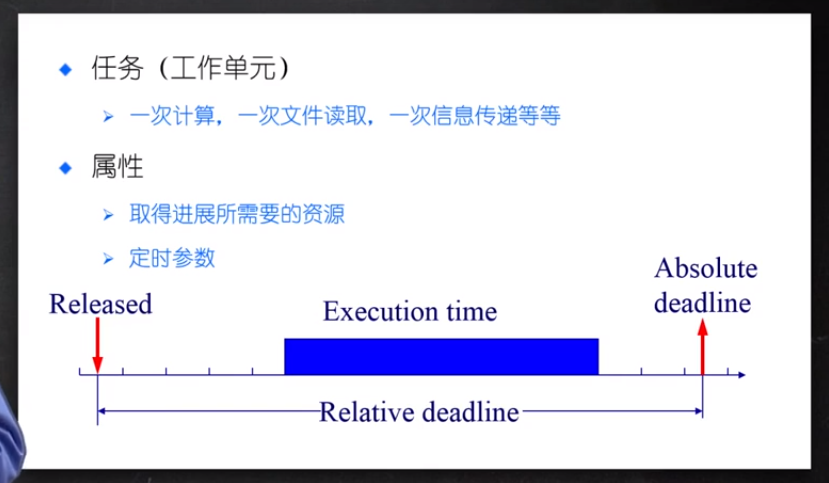 任务（工作单元）
一次计算，一次文件读取，一次信息传递等等
属性
取得进展所需要的资源
定时参数
Released
Execution time
Absolute
deadline
Relative deadline